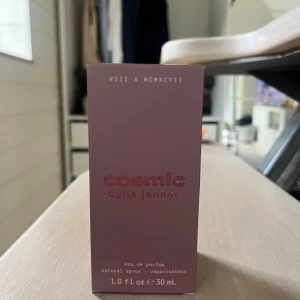 VIII X MCMXCVII
cosmic
kylie jenner
eau de parfum
natural spray - vaporisateur
1.0 fl oz ℮ 30 mL